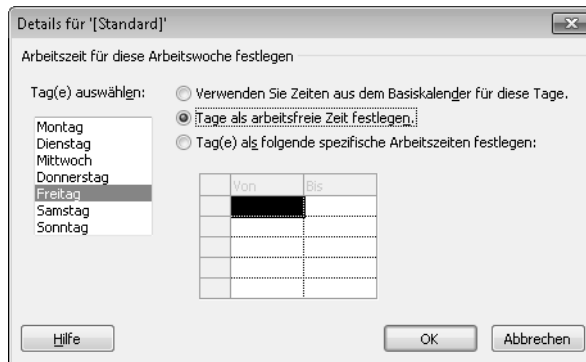 Details für '[Standard]'
Arbeitszeit für diese Arbeitswoche festlegen
Tag(e) auswählen:
Montag
Dienstag
Mittwoch
Donnerstag
Freitag
Samstag
Sonntag
Verwenden Sie Zeiten aus dem Basiskalender für diese Tage.
Tage als arbeitsfreie Zeit festlegen.
Tag(e) als folgende spezifische Arbeitszeiten festlegen:
Von Bis
Hilfe OK Abbrechen